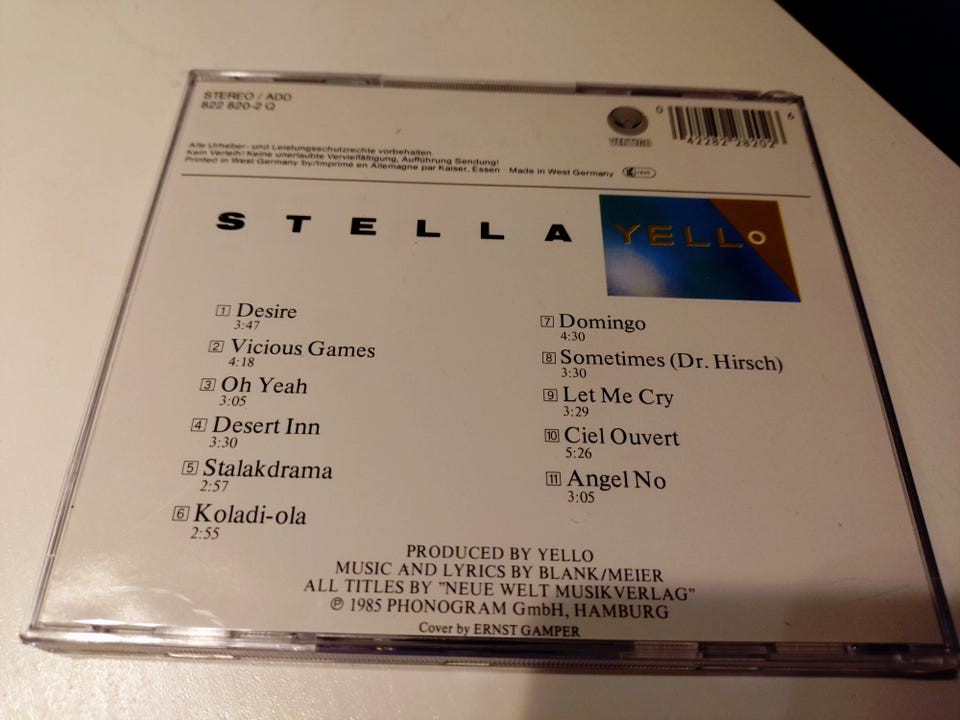 STEREO / ADD
822 820-2 Q
VERTIGO
0 42282 28202 6
Alle Urheber- und Leistungsschutzrechte vorbehalten
Kein Verleih! Keine unerlaubte Vervielfältigung, Aufführung Sendung!
Printed in West Germany by/Imprimé en Allemagne par Kaiser, Essen · Made in West Germany
STELLA
YELLO
1 Desire
3:47
2 Vicious Games
4:18
3 Oh Yeah
3:05
4 Desert Inn
3:30
5 Stalakdrama
2:57
6 Koladi-ola
2:55
7 Domingo
4:30
8 Sometimes (Dr. Hirsch)
3:30
9 Let Me Cry
3:29
10 Ciel Ouvert
5:26
11 Angel No
3:05
PRODUCED BY YELLO
MUSIC AND LYRICS BY BLANK/MEIER
ALL TITLES BY "NEUE WELT MUSIKVERLAG"
℗ 1985 PHONOGRAM GmbH, HAMBURG
Cover by ERNST GAMPER